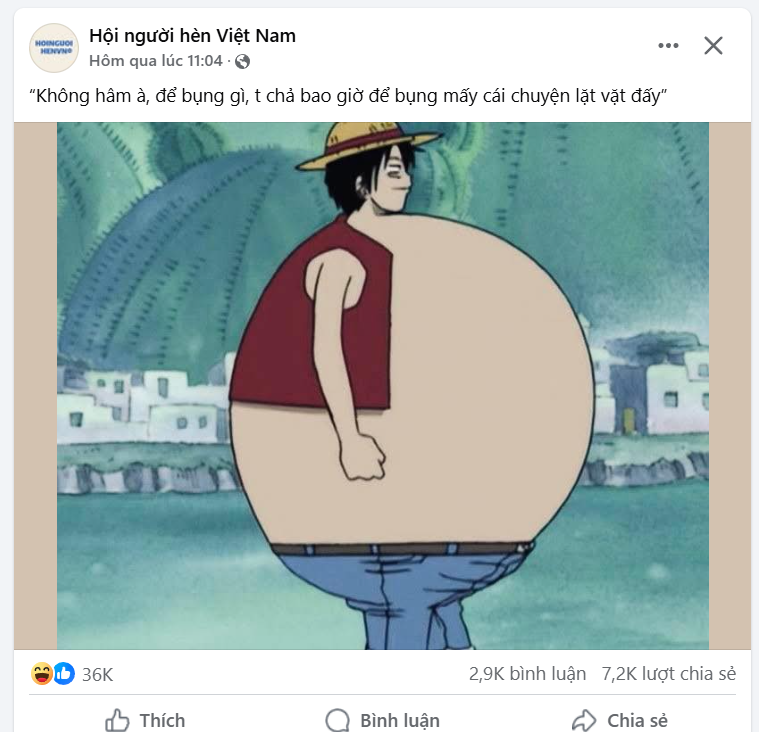 HOINGUOI
HENVN®
Hội người hèn Việt Nam
Hôm qua lúc 11:04 ·
“Không hâm à, để bụng gì, t chả bao giờ để bụng mấy cái chuyện lặt vặt đấy”
36K
2,9K bình luận 7,2K lượt chia sẻ
Thích
Bình luận
Chia sẻ